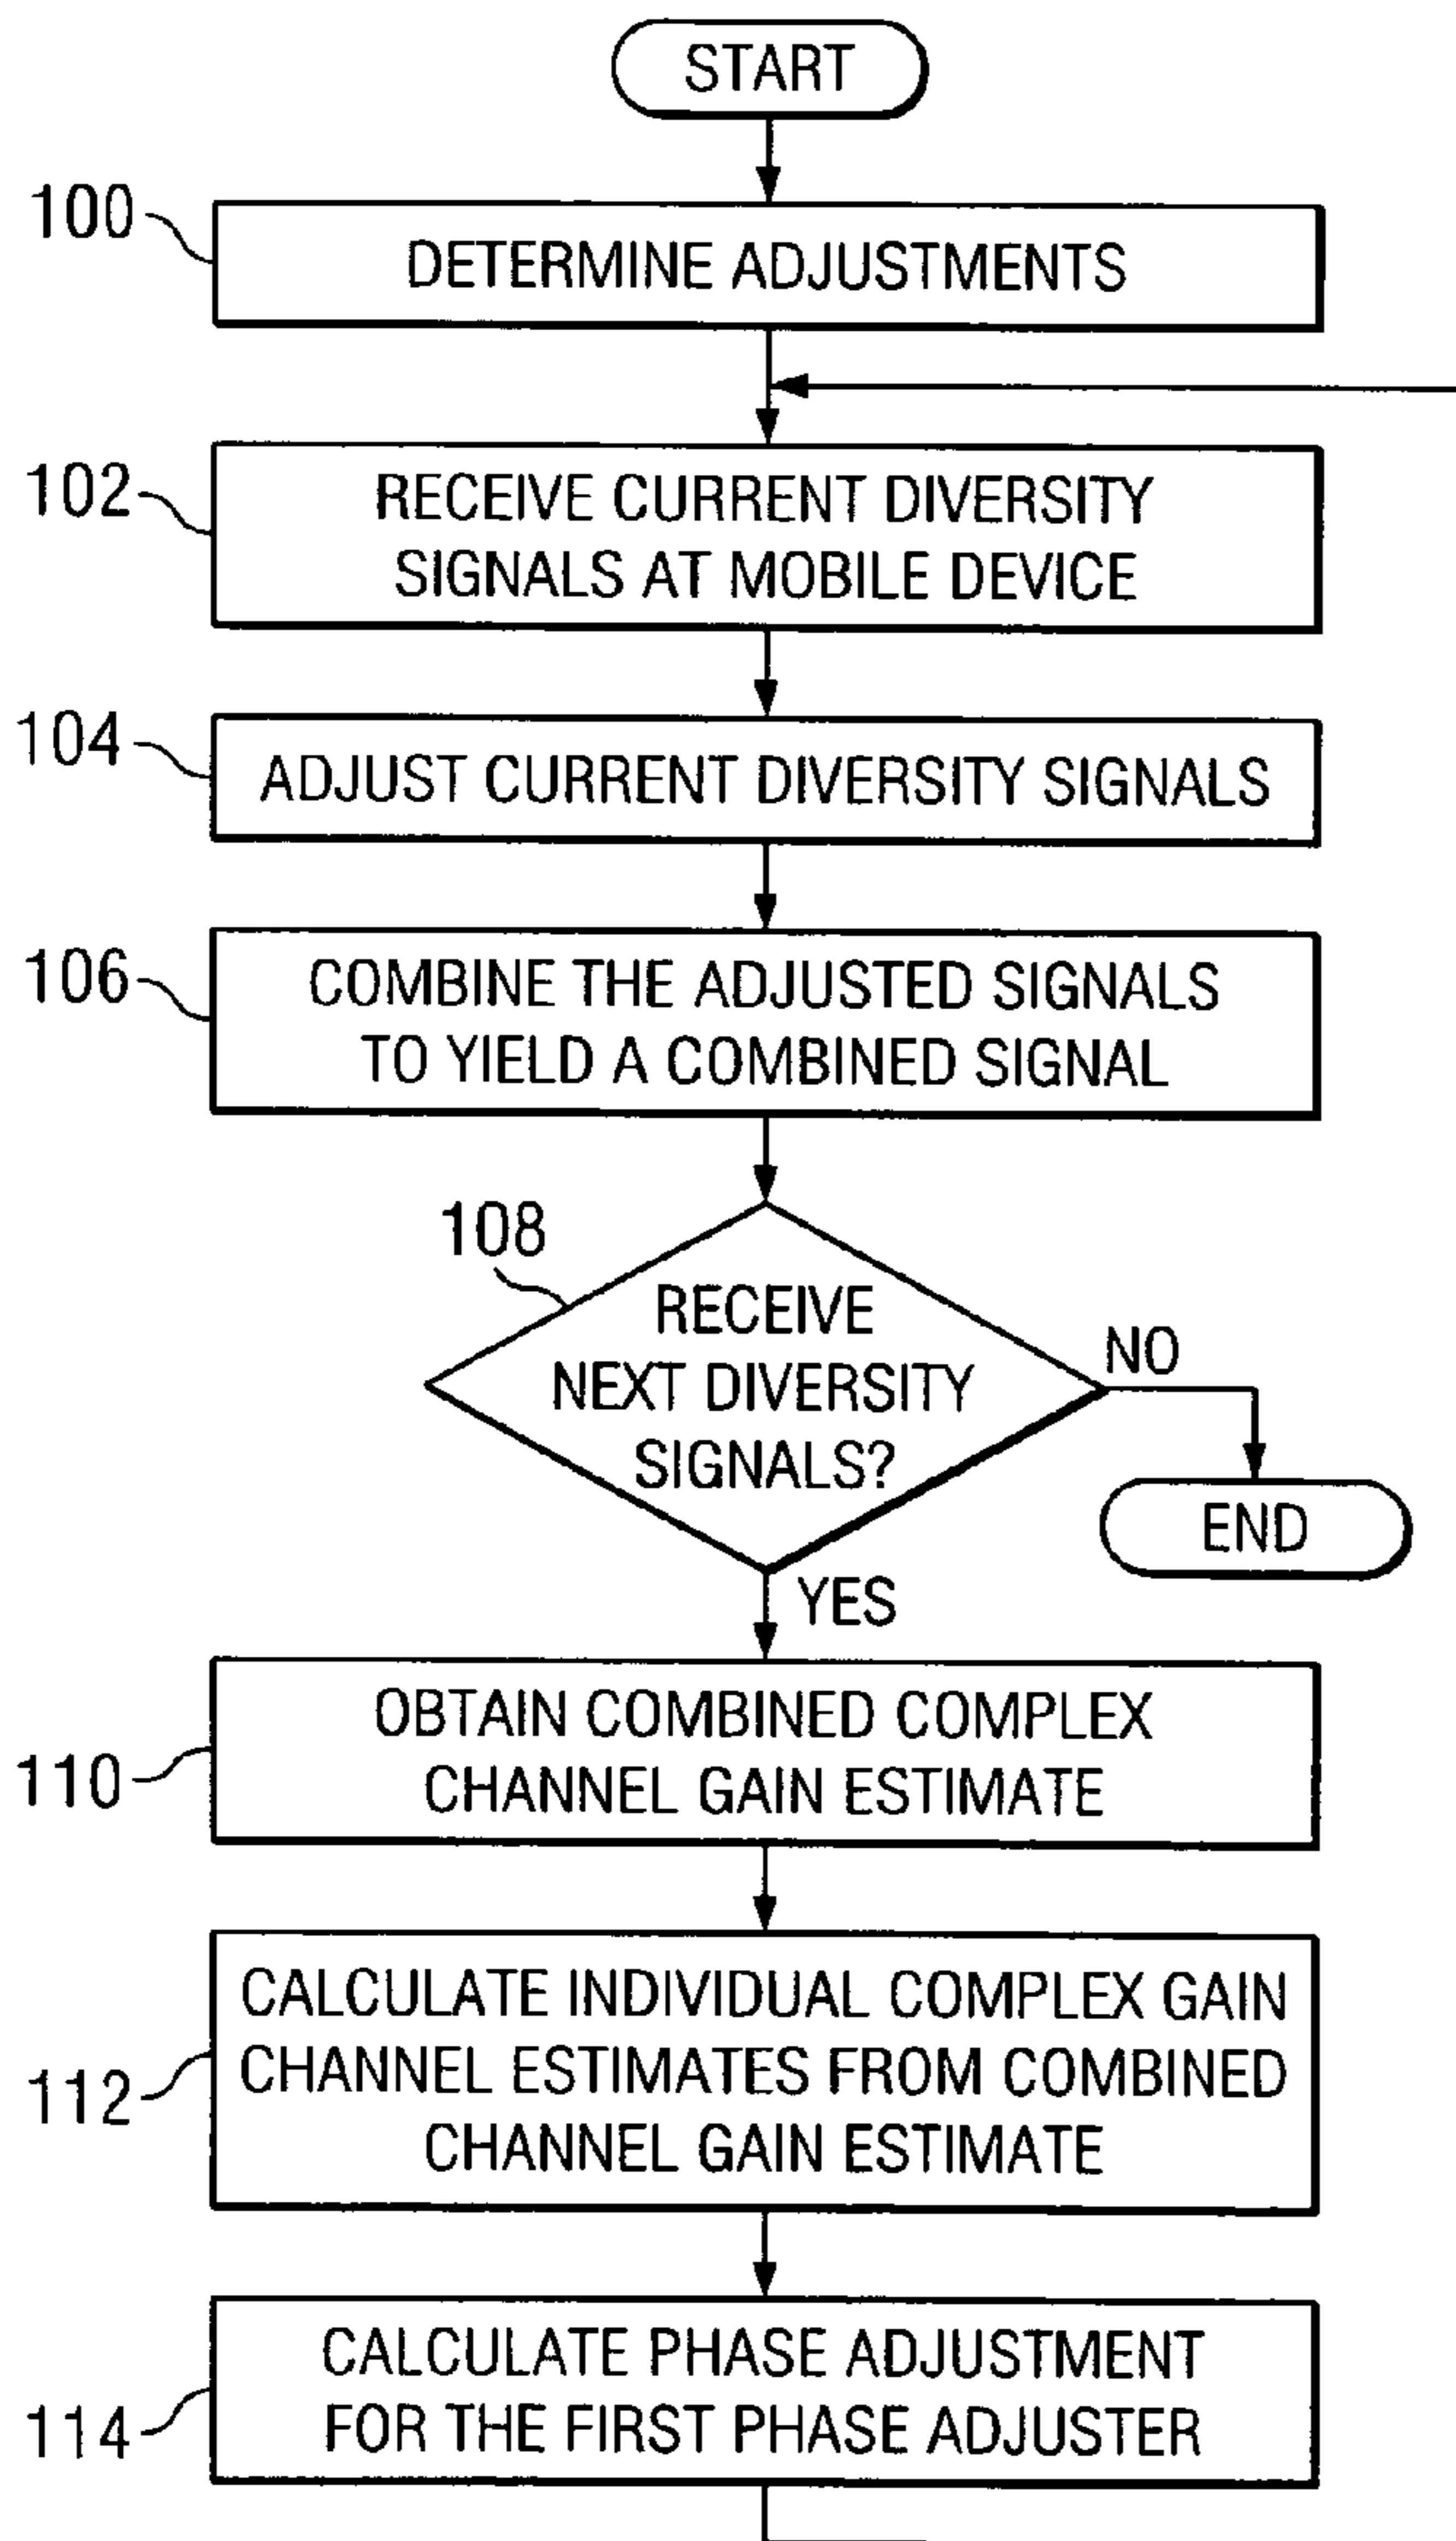 START
100
DETERMINE ADJUSTMENTS
102
RECEIVE CURRENT DIVERSITY
SIGNALS AT MOBILE DEVICE
104
ADJUST CURRENT DIVERSITY SIGNALS
106
COMBINE THE ADJUSTED SIGNALS
TO YIELD A COMBINED SIGNAL
108
RECEIVE
NEXT DIVERSITY
SIGNALS?
NO
END
YES
110
OBTAIN COMBINED COMPLEX
CHANNEL GAIN ESTIMATE
112
CALCULATE INDIVIDUAL COMPLEX GAIN
CHANNEL ESTIMATES FROM COMBINED
CHANNEL GAIN ESTIMATE
114
CALCULATE PHASE ADJUSTMENT
FOR THE FIRST PHASE ADJUSTER